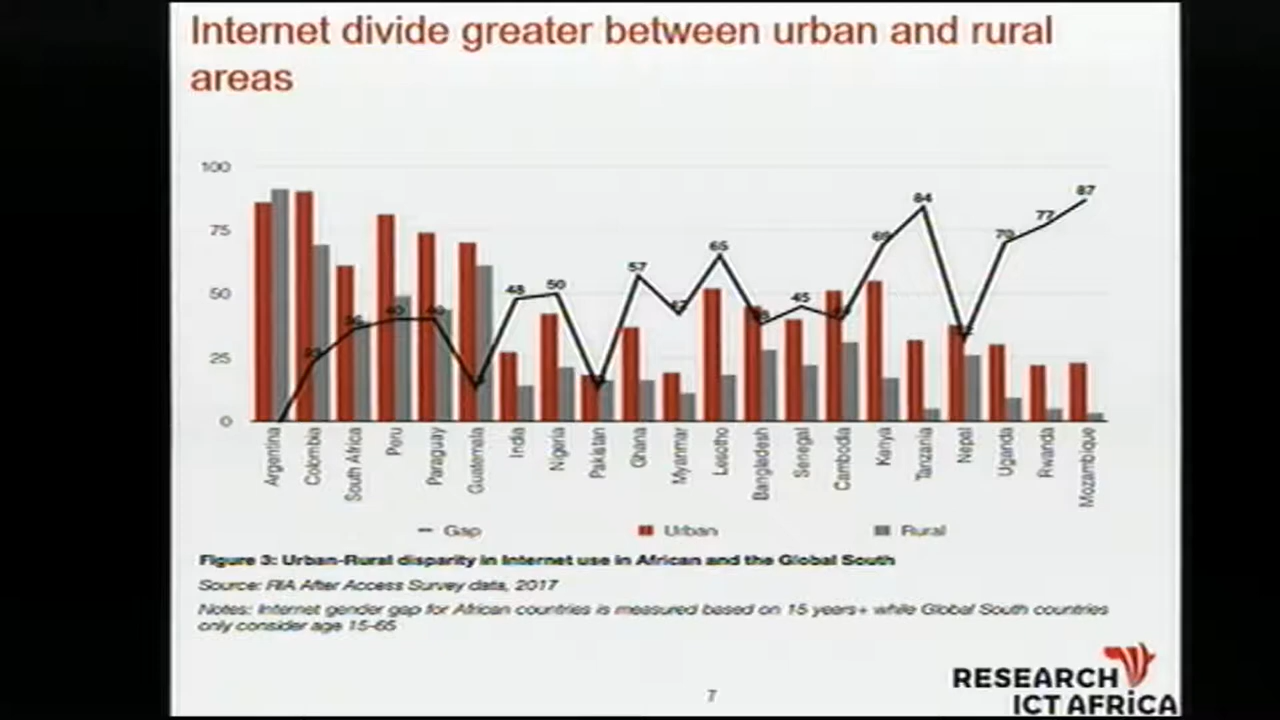 Internet divide greater between urban and rural
areas
100
75
50
25
0
36
40
40
48
50
57
65
45
69
84
70
77
87
Argentina
Colombia
South Africa
Peru
Paraguay
Guatemala
India
Nigeria
Pakistan
Ghana
Myanmar
Lesotho
Bangladesh
Senegal
Cambodia
Kenya
Tanzania
Nepal
Uganda
Rwanda
Mozambique
Gap Urban Rural
Figure 3: Urban-Rural disparity in Internet use in African and the Global South
Source: RIA After Access Survey data, 2017
Notes: Internet gender gap for African countries is measured based on 15 years+ while Global South countries
only consider age 15-65
7
RESEARCH
ICT AFRICA